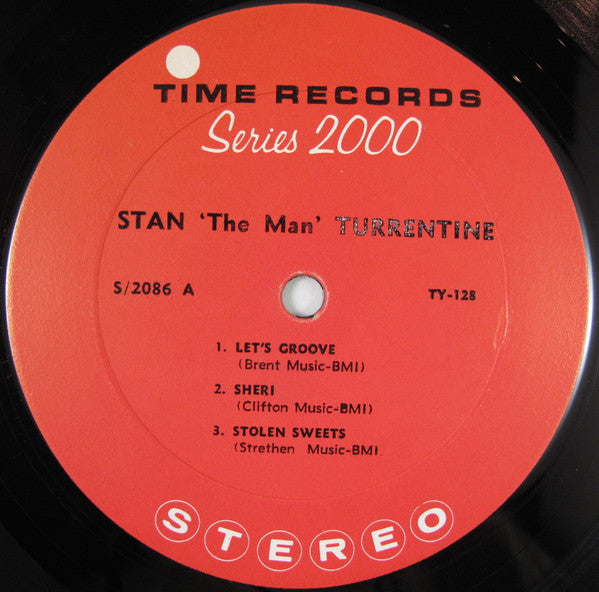 TIME RECORDS
Series 2000
STAN 'The Man' TURRENTINE
S/2086 A TY-128
1. LET'S GROOVE
(Brent Music-BMI)
2. SHERI
(Clifton Music-BMI)
3. STOLEN SWEETS
(Strethen Music-BMI
STEREO